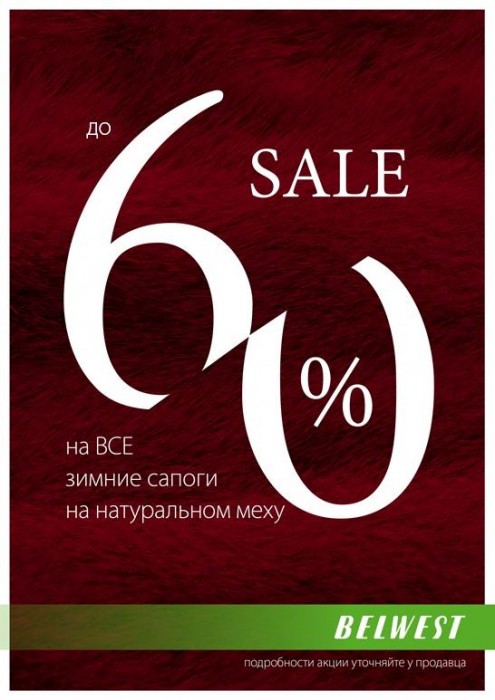 до
60
SALE
%
на ВСЕ
зимние сапоги
на натуральном меху
BELWEST
подробности акции уточняйте у продавца